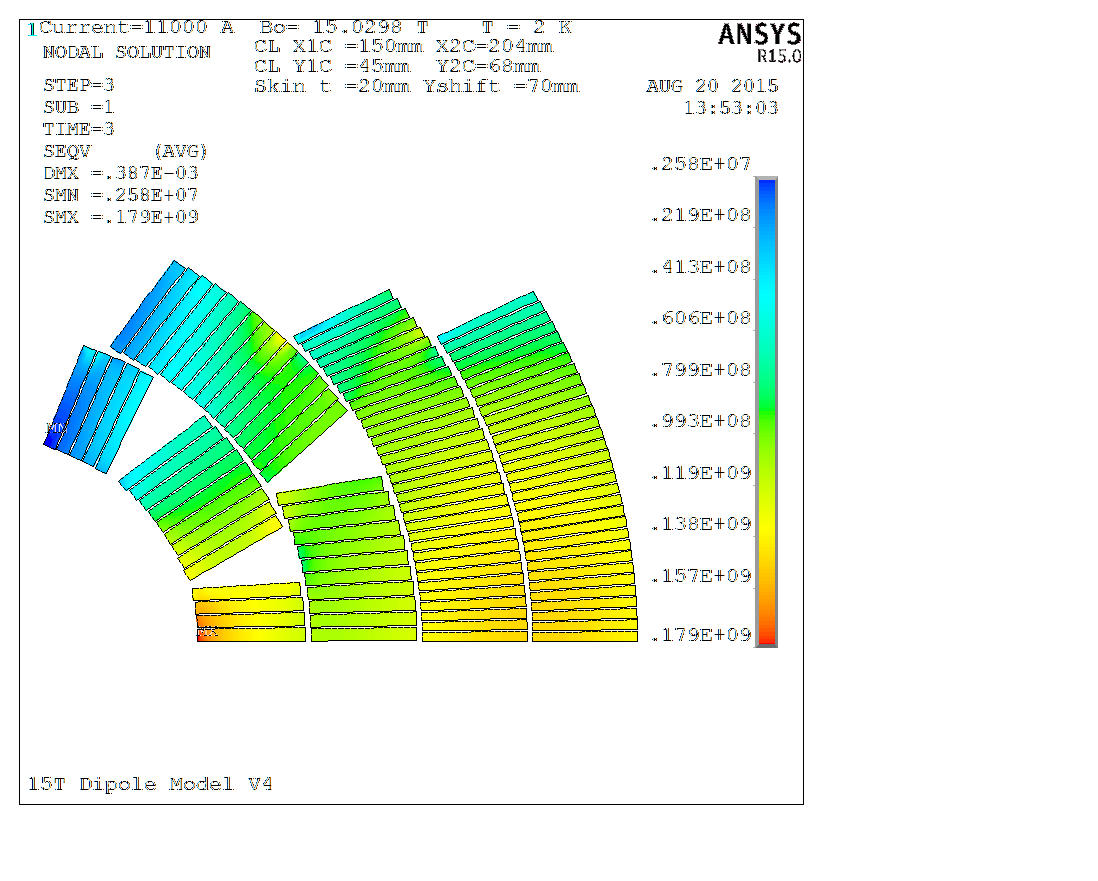 1 Current=11000 A Bo= 15.0298 T T = 2 K
NODAL SOLUTION
CL X1C =150mm X2C=204mm
CL Y1C =45mm Y2C=68mm
Skin t =20mm Yshift =70mm
ANSYS
R15.0
STEP=3
SUB =1
TIME=3
SEQV (AVG)
DMX =.387E-03
SMN =.258E+07
SMX =.179E+09
AUG 20 2015
13:53:03
.258E+07
.219E+08
.413E+08
.606E+08
.799E+08
.993E+08
.119E+09
.138E+09
.157E+09
.179E+09
MN
MX
15T Dipole Model V4